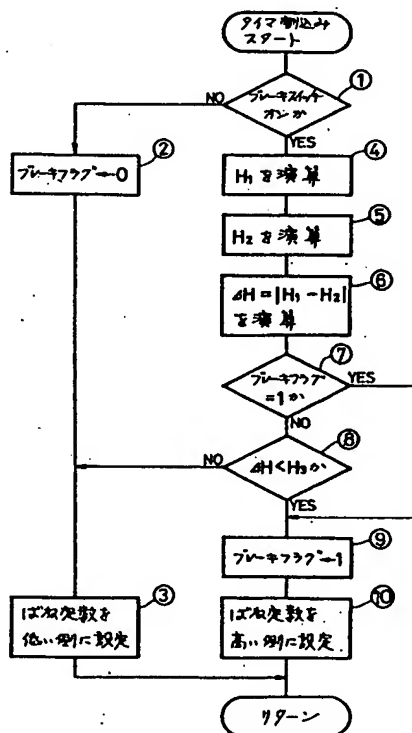 タイマ割込み
スタート
①
ブレーキスイッチ
オンか
NO
YES
②
ブレーキフラグ←0
④
H₁を演算
⑤
H₂を演算
⑥
ΔH=|H₁-H₂|
を演算
⑦
ブレーキフラグ
=1か
YES
NO
⑧
ΔH<H₃か
NO
YES
⑨
ブレーキフラグ←1
③
ばね定数を
低い側に設定
⑩
ばね定数を
高い側に設定
リターン